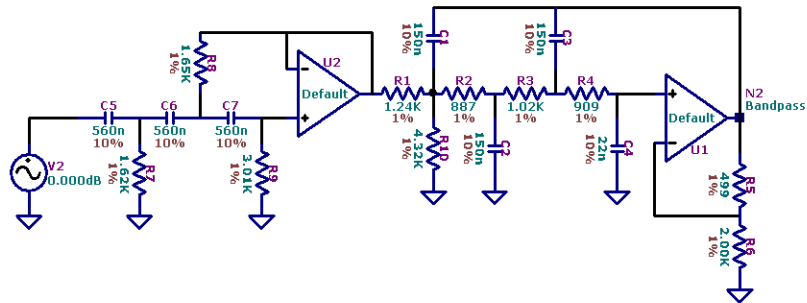 C1
150n
10%
C3
150n
10%
R8
1.65K
1%
U2
Default
R1
1.24K
1%
R2
887
1%
R3
1.02K
1%
R4
909
1%
N2
Bandpass
Default
U1
C5
560n
10%
C6
560n
10%
C7
560n
10%
V2
0.000dB
R7
1.62K
1%
R9
3.01K
1%
R10
4.32K
1%
C2
150n
10%
C4
22n
10%
R5
499
1%
R6
2.00K
1%